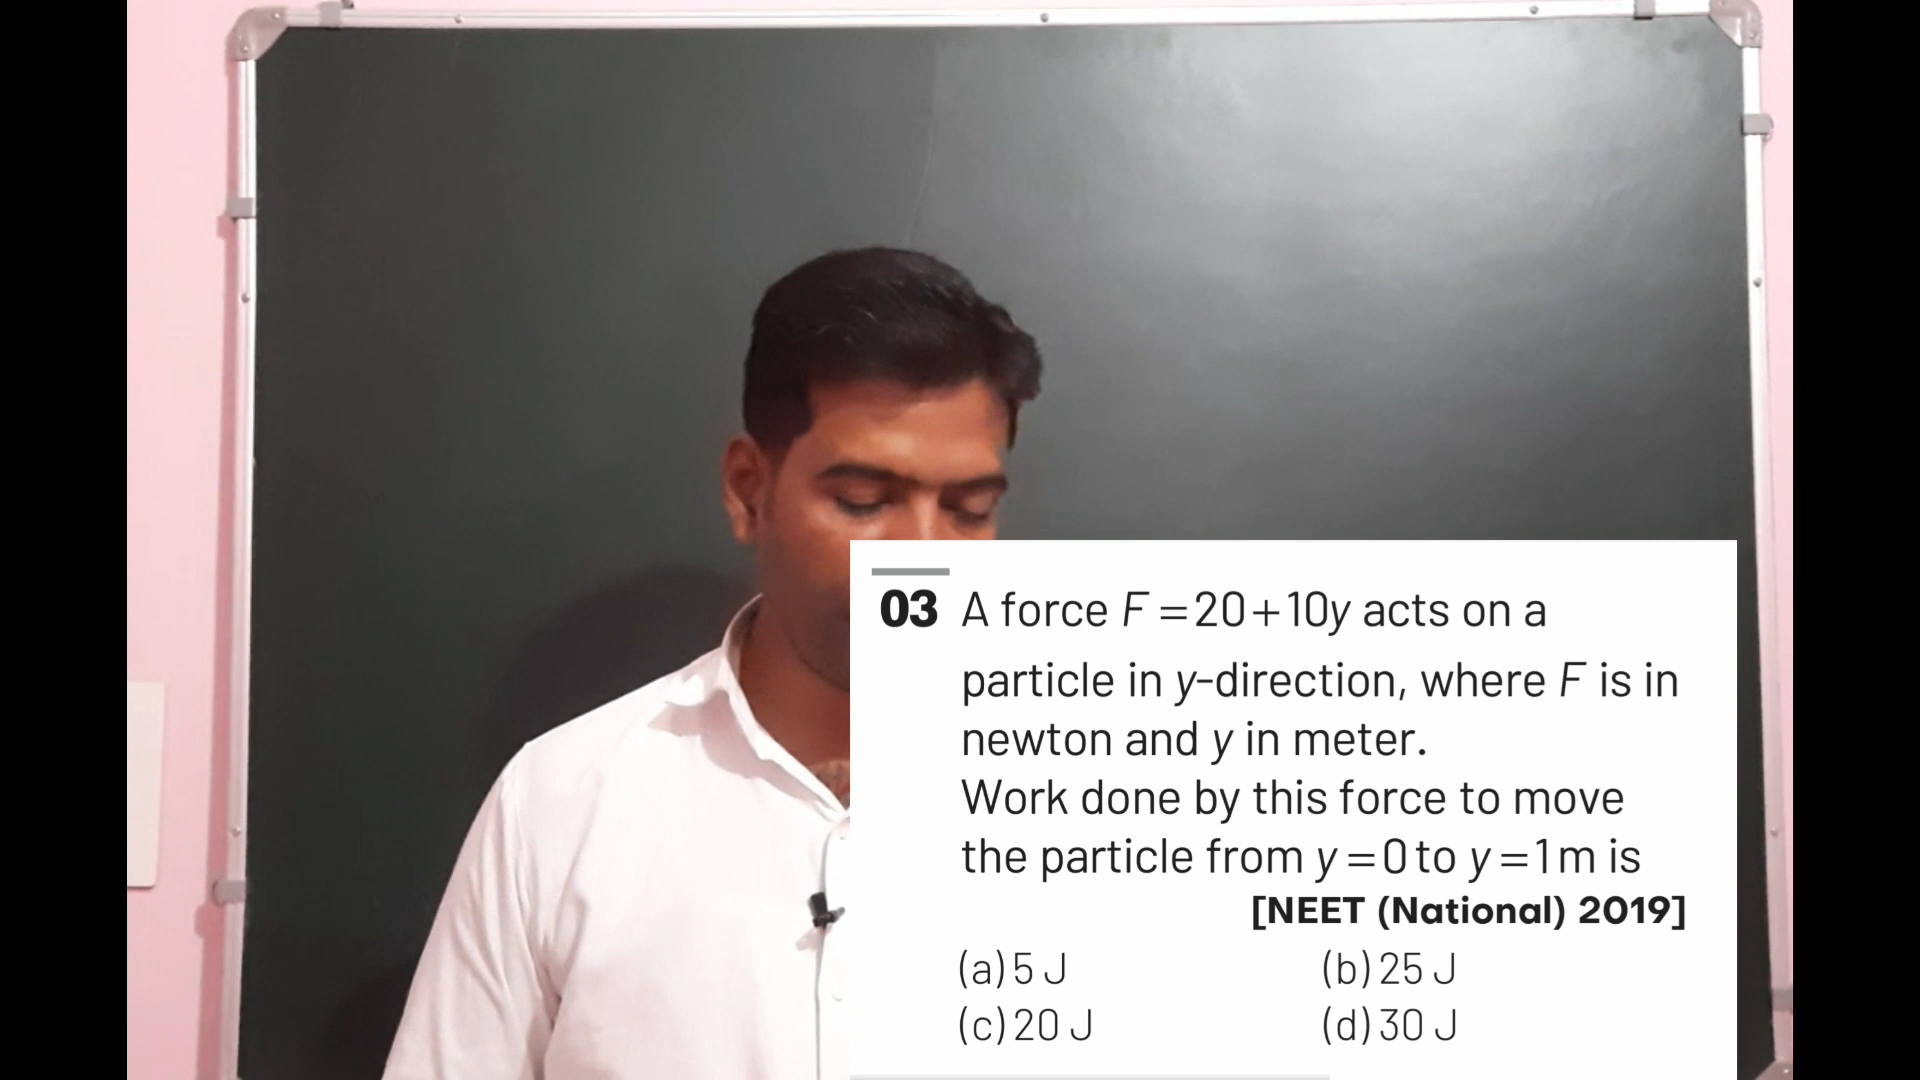 03 A force F = 20 + 10y acts on a
particle in y-direction, where F is in
newton and y in meter.
Work done by this force to move
the particle from y = 0 to y = 1 m is
[NEET (National) 2019]
(a) 5 J (b) 25 J
(c) 20 J (d) 30 J